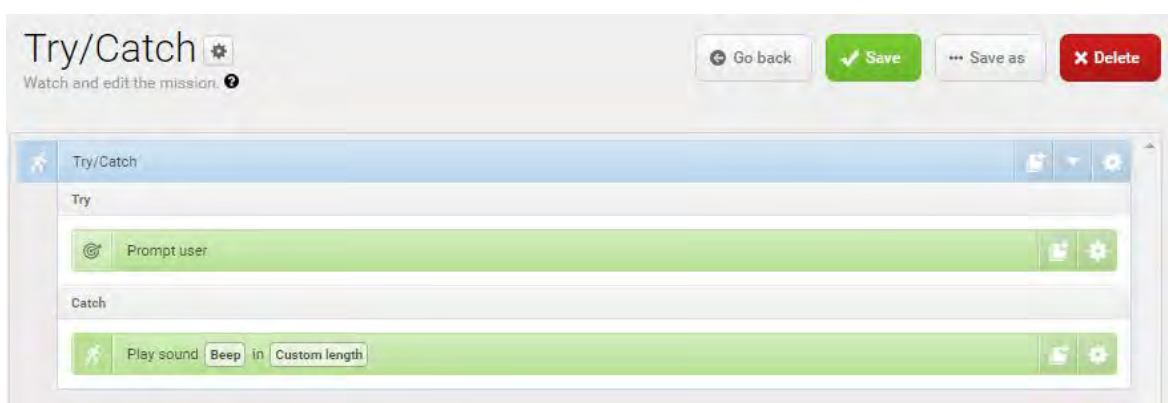 Try/Catch
Go back
Save
Save as
Delete
Watch and edit the mission.
Try/Catch
Try
Prompt user
Catch
Play sound Beep in Custom length